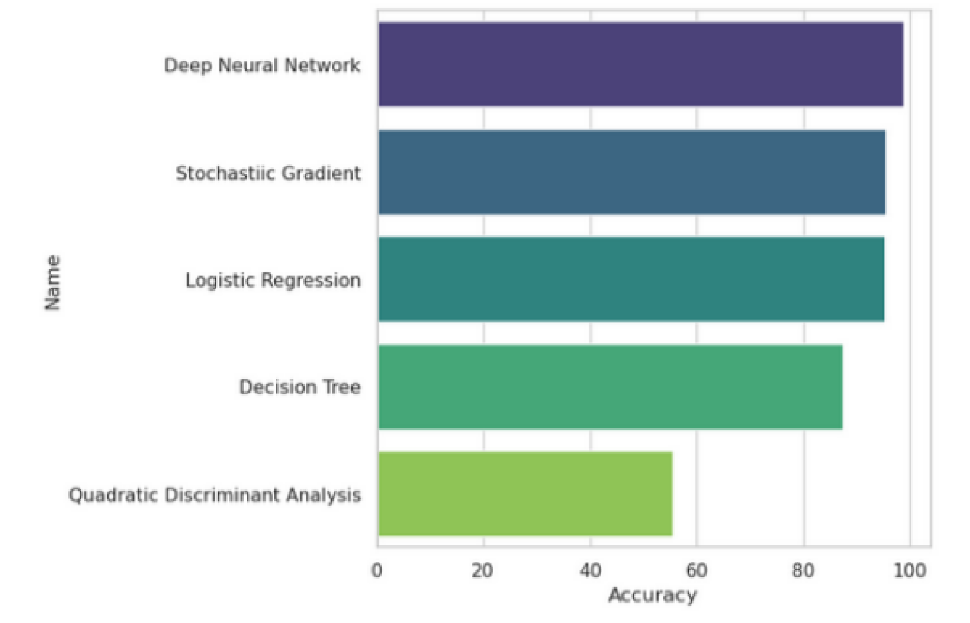 Deep Neural Network
Stochastiic Gradient
Logistic Regression
Decision Tree
Quadratic Discriminant Analysis
Name
0 20 40 60 80 100
Accuracy